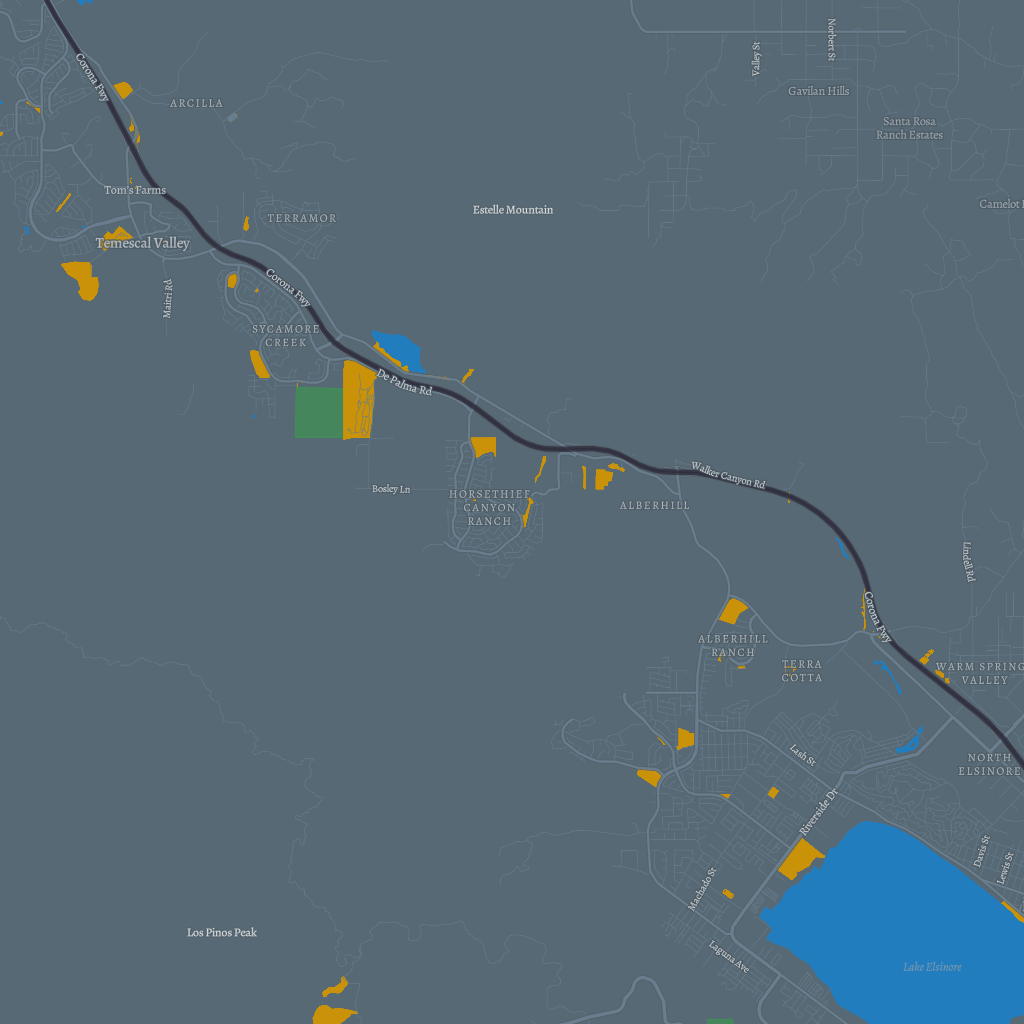 Norbert St
Valley St
Corona Fwy
Gavilan Hills
ARCILLA
Santa Rosa
Ranch Estates
Tom's Farms
Camelot
Estelle Mountain
TERRAMOR
Temescal Valley
Maitri Rd
Corona Fwy
SYCAMORE
CREEK
De Palma Rd
Walker Canyon Rd
Bosley Ln
HORSETHIEF
CANYON
RANCH
ALBERHILL
Lindell Rd
Corona Fwy
ALBERHILL
RANCH
TERRA
COTTA
WARM SPRING
VALLEY
Lash St
NORTH
ELSINORE
Riverside Dr
Davis St
Lewis St
Machado St
Los Pinos Peak
Laguna Ave
Lake Elsinore